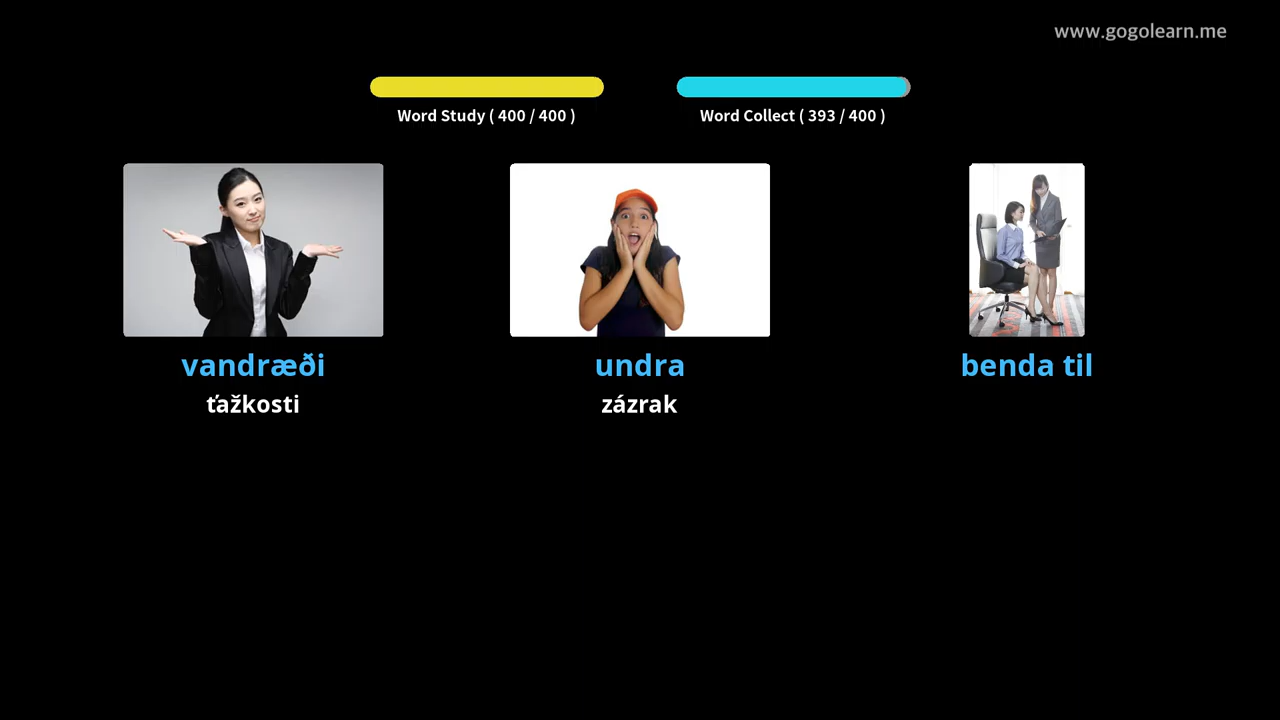 www.gogolearn.me
Word Study ( 400 / 400 )
Word Collect ( 393 / 400 )
vandræði
undra
benda til
ťažkosti
zázrak